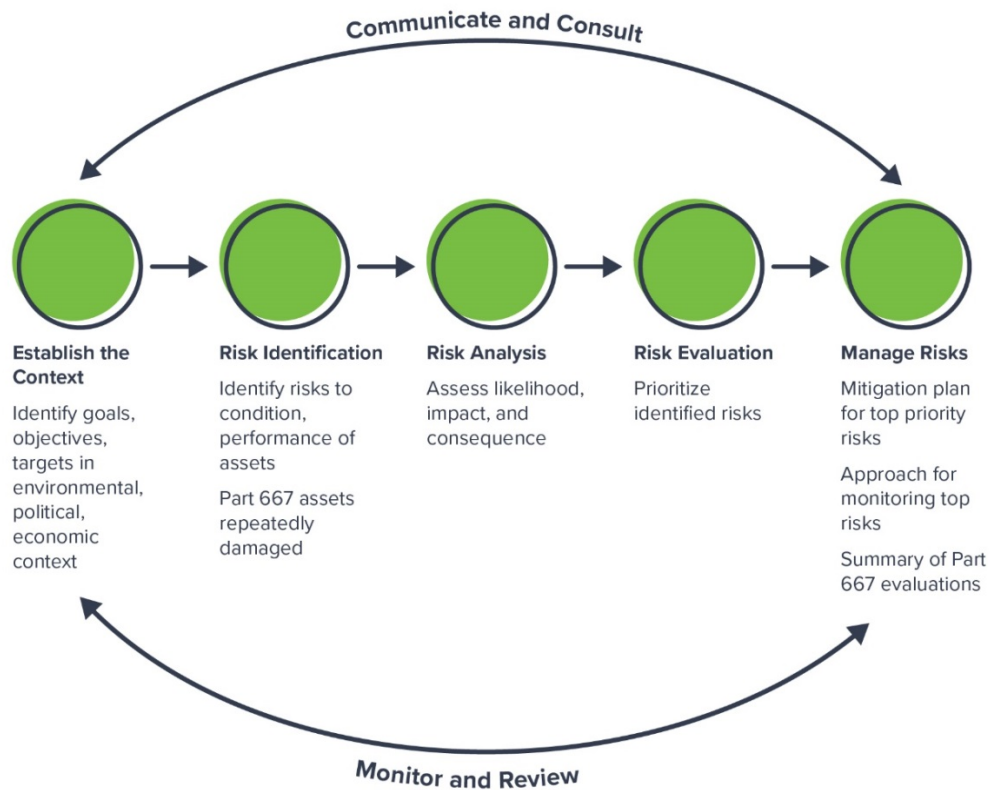 Communicate and Consult
Establish the
Context
Identify goals,
objectives,
targets in
environmental,
political,
economic
context
Risk Identification
Identify risks to
condition,
performance of
assets
Part 667 assets
repeatedly
damaged
Risk Analysis
Assess likelihood,
impact, and
consequence
Risk Evaluation
Prioritize
identified risks
Manage Risks
Mitigation plan
for top priority
risks
Approach for
monitoring top
risks
Summary of Part
667 evaluations
Monitor and Review